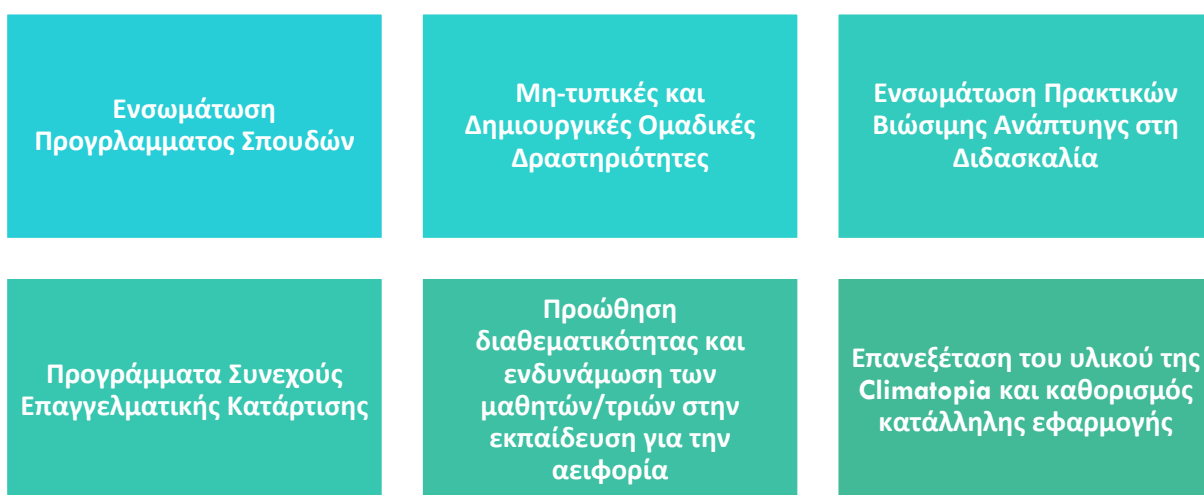 Ενσωμάτωση
Προγρλαμματος Σπουδών
Μη-τυπικές και
Δημιουργικές Ομαδικές
Δραστηριότητες
Ενσωμάτωση Πρακτικών
Βιώσιμης Ανάπτυηγς στη
Διδασκαλία
Προγράμματα Συνεχούς
Επαγγελματικής Κατάρτισης
Προώθηση
διαθεματικότητας και
ενδυνάμωση των
μαθητών/τριών στην
εκπαίδευση για την
αειφορία
Επανεξέταση του υλικού της
Climatopia και καθορισμός
κατάλληλης εφαρμογής